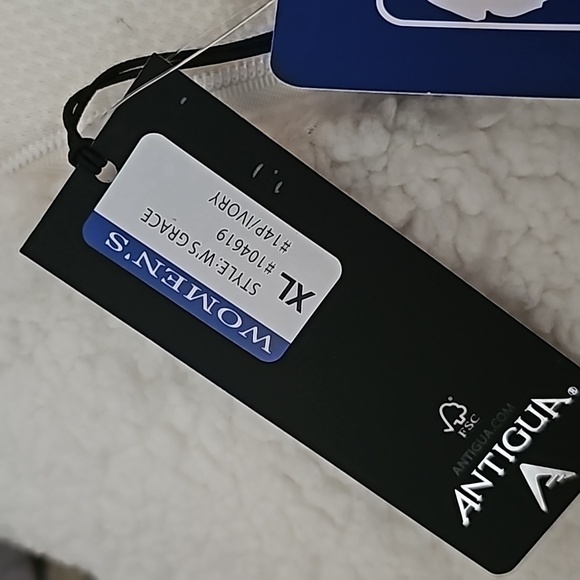 WOMEN'S
STYLE:W'S GRACE
#104619
#14P/IVORY
XL
FSC
ANTIGUA.COM
ANTIGUA®